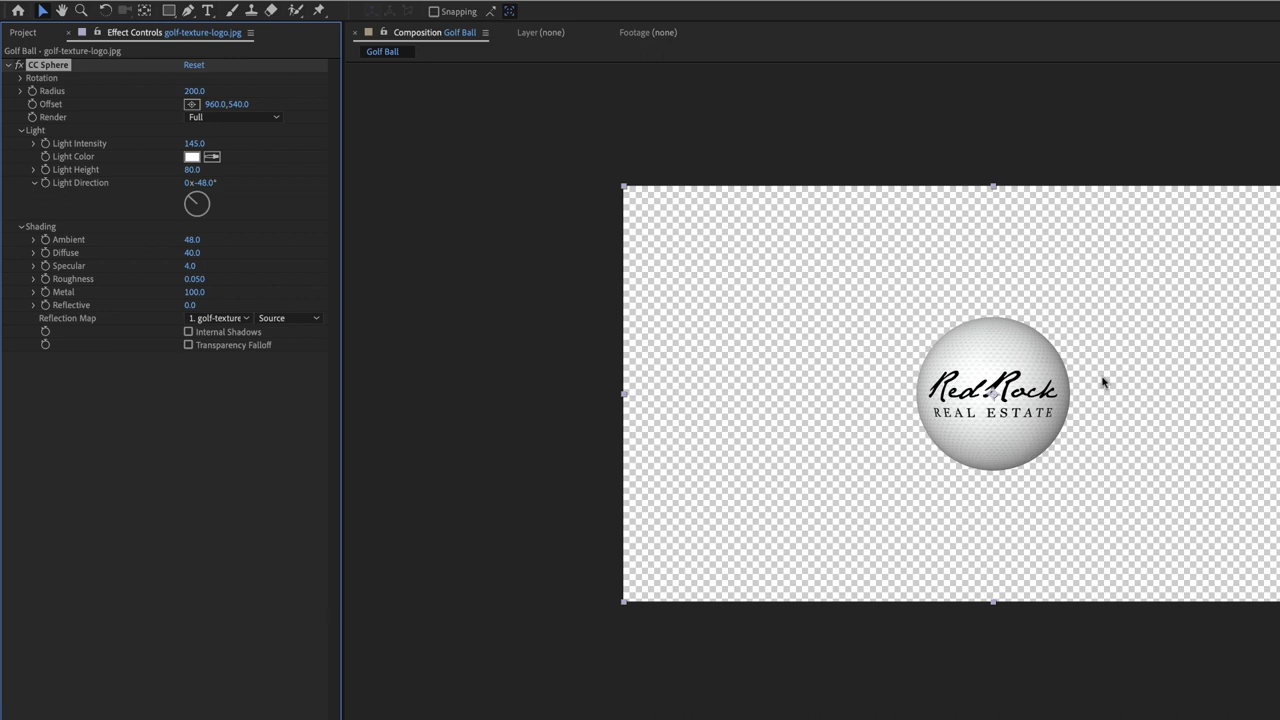 Snapping
Project
Effect Controls golf-texture-logo.jpg
Composition Golf Ball
Layer (none)
Footage (none)
Golf Ball • golf-texture-logo.jpg
Golf Ball
fx CC Sphere Reset
Rotation
Radius 200.0
Offset 960.0,540.0
Render Full
Light
Light Intensity 145.0
Light Color
Light Height 80.0
Light Direction 0x-48.0°
Shading
Ambient 48.0
Diffuse 40.0
Specular 4.0
Roughness 0.050
Metal 100.0
Reflective 0.0
Reflection Map 1. golf-texture Source
Internal Shadows
Transparency Falloff
Red Rock
REAL ESTATE